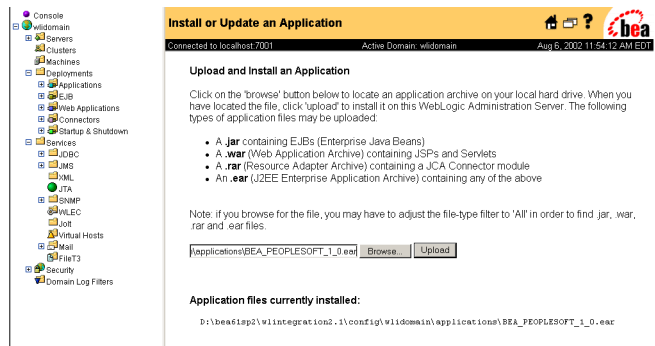 Console
wlidomain
Servers
Clusters
Machines
Deployments
Applications
EJB
Web Applications
Connectors
Startup & Shutdown
Services
JDBC
JMS
XML
JTA
SNMP
WLEC
Jolt
Virtual Hosts
Mail
FileT3
Security
Domain Log Filters
Install or Update an Application
?
bea
Connected to localhost:7001 Active Domain: wlidomain Aug 6, 2002 11:54:12 AM EDT
Upload and Install an Application
Click on the 'browse' button below to locate an application archive on your local hard drive. When you
have located the file, click 'upload' to install it on this WebLogic Administration Server. The following
types of application files may be uploaded:
• A .jar containing EJBs (Enterprise Java Beans)
• A .war (Web Application Archive) containing JSPs and Servlets
• A .rar (Resource Adapter Archive) containing a JCA Connector module
• An .ear (J2EE Enterprise Application Archive) containing any of the above
Note: if you browse for the file, you may have to adjust the file-type filter to 'All' in order to find .jar, .war,
.rar and .ear files.
\applications\BEA_PEOPLESOFT_1_0.ear Browse... Upload
Application files currently installed:
D:\bea61sp2\wlintegration2.1\config\wlidomain\applications\BEA_PEOPLESOFT_1_0.ear